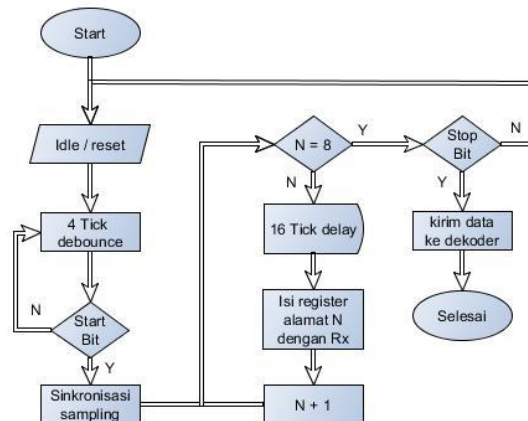 Start
Idle / reset
4 Tick
debounce
N
Start
Bit
Y
Sinkronisasi
sampling
N = 8
Y
N
16 Tick delay
Isi register
alamat N
dengan Rx
N + 1
Stop
Bit
N
Y
kirim data
ke dekoder
Selesai